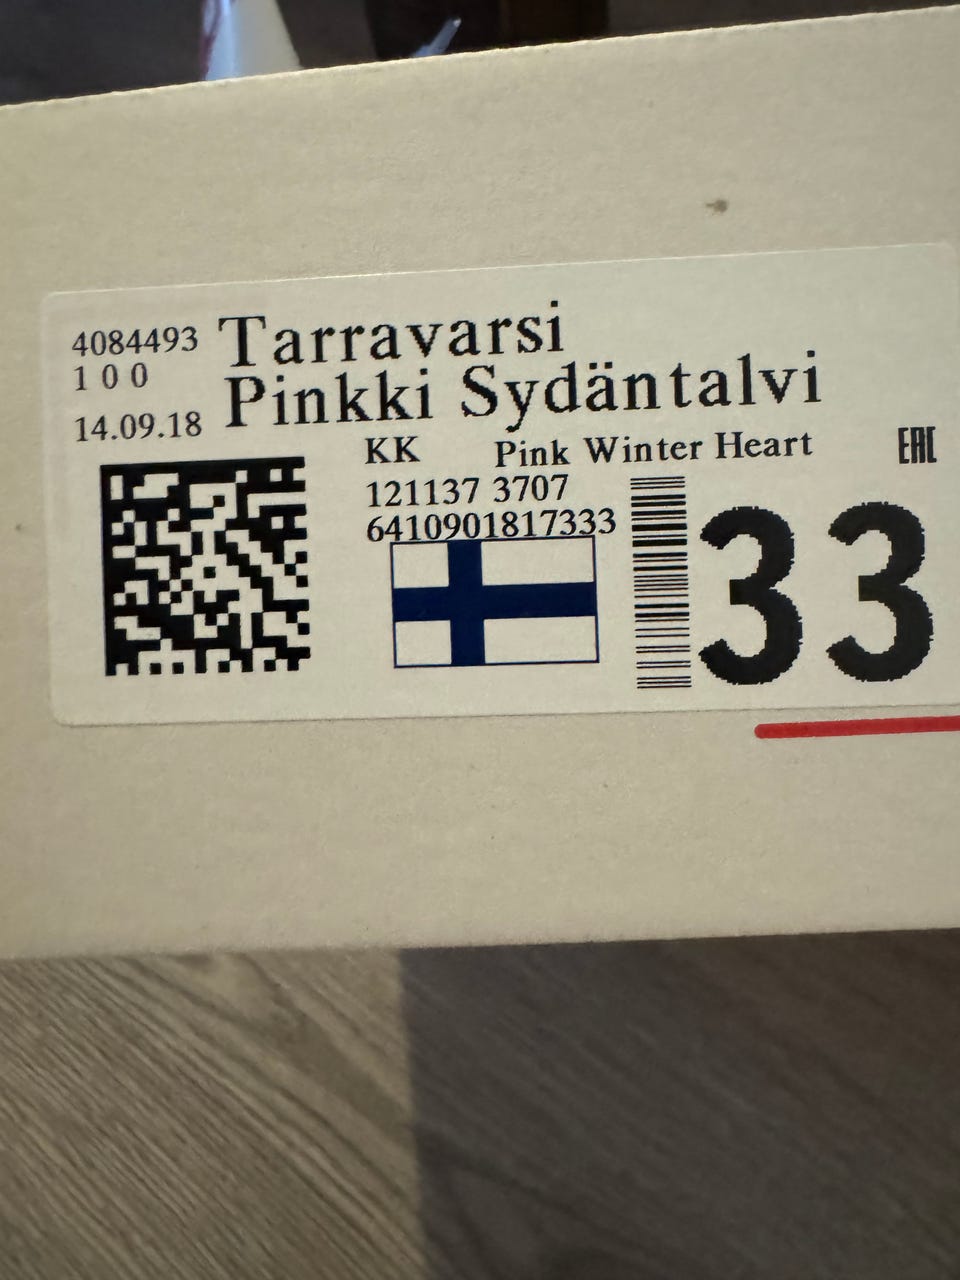 4084493
100
14.09.18
Tarravarsi
Pinkki Sydäntalvi
KK Pink Winter Heart
121137 3707
6410901817333
EAC
33